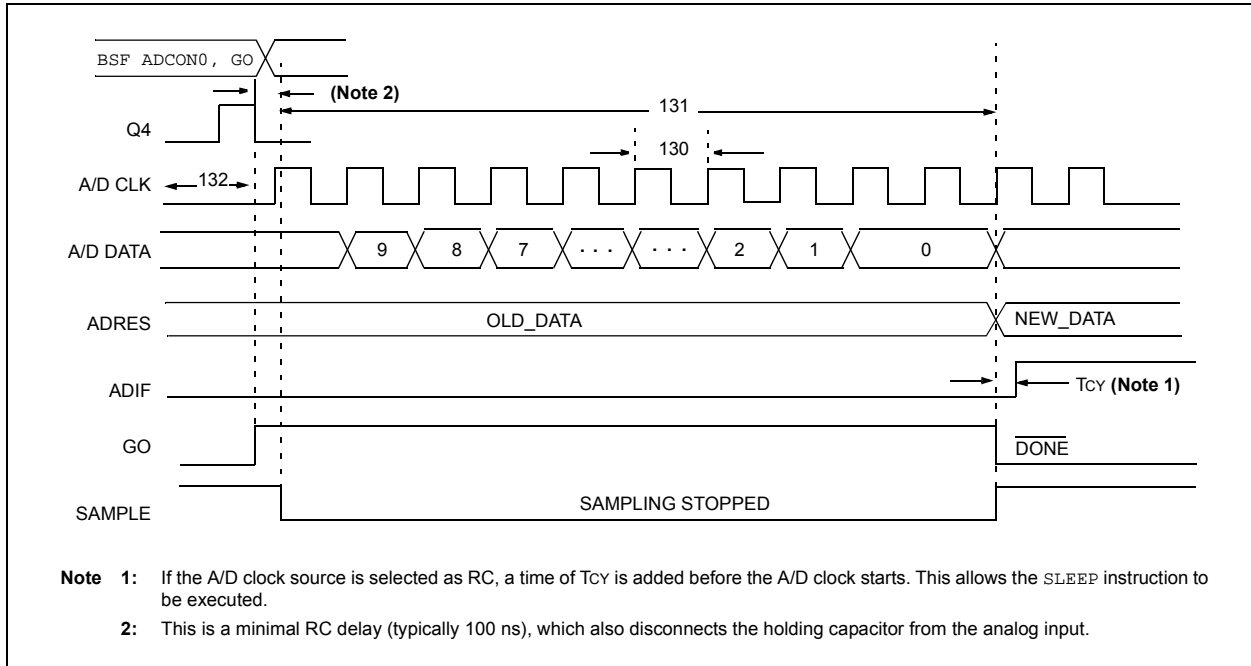 BSF ADCON0, GO
(Note 2)
131
Q4
130
A/D CLK
132
A/D DATA
9 8 7 . . . . . . 2 1 0
ADRES
OLD_DATA
NEW_DATA
ADIF
TCY (Note 1)
GO
DONE
SAMPLE
SAMPLING STOPPED
Note 1: If the A/D clock source is selected as RC, a time of TCY is added before the A/D clock starts. This allows the SLEEP instruction to
be executed.
2: This is a minimal RC delay (typically 100 ns), which also disconnects the holding capacitor from the analog input.